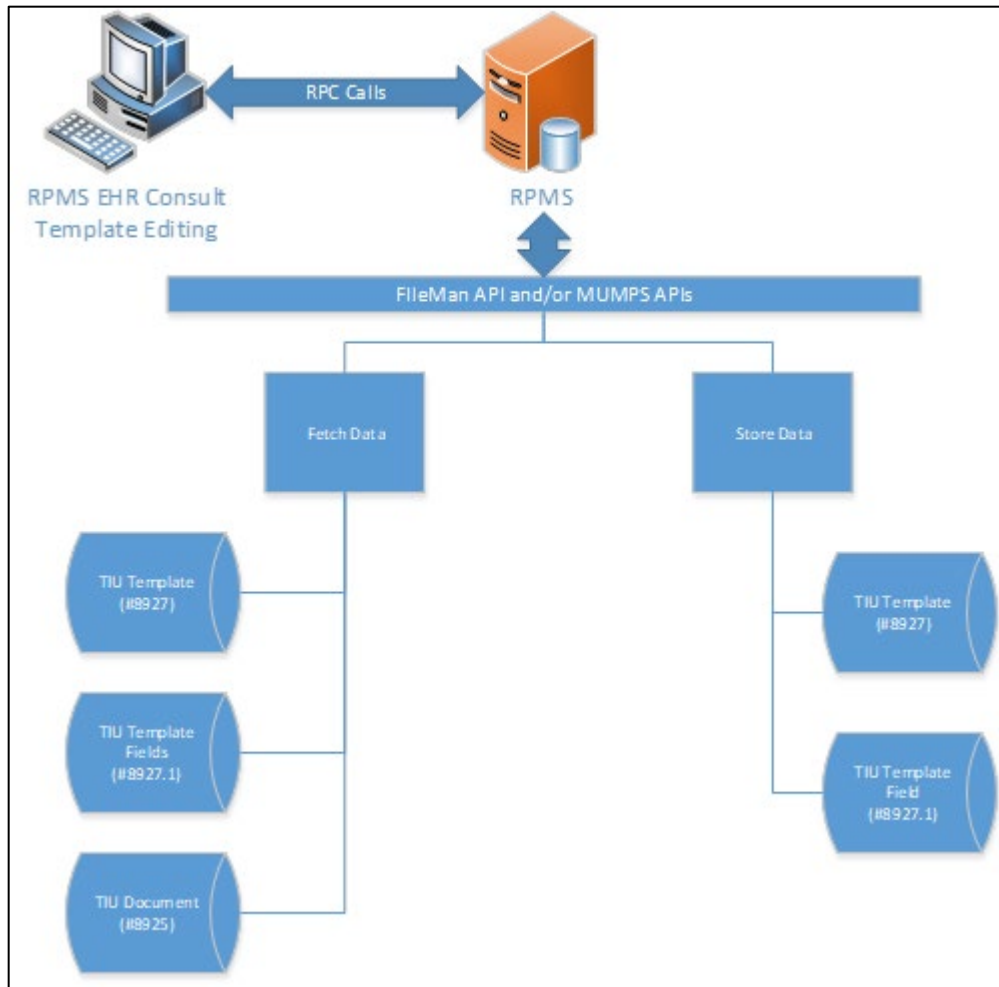 RPC Calls
RPMS EHR Consult
Template Editing
RPMS
FIleMan API and/or MUMPS APIs
Fetch Data
Store Data
TIU Template
(#8927)
TIU Template
Fields
(#8927.1)
TIU Document
(#8925)
TIU Template
(#8927)
TIU Template
Field
(#8927.1)